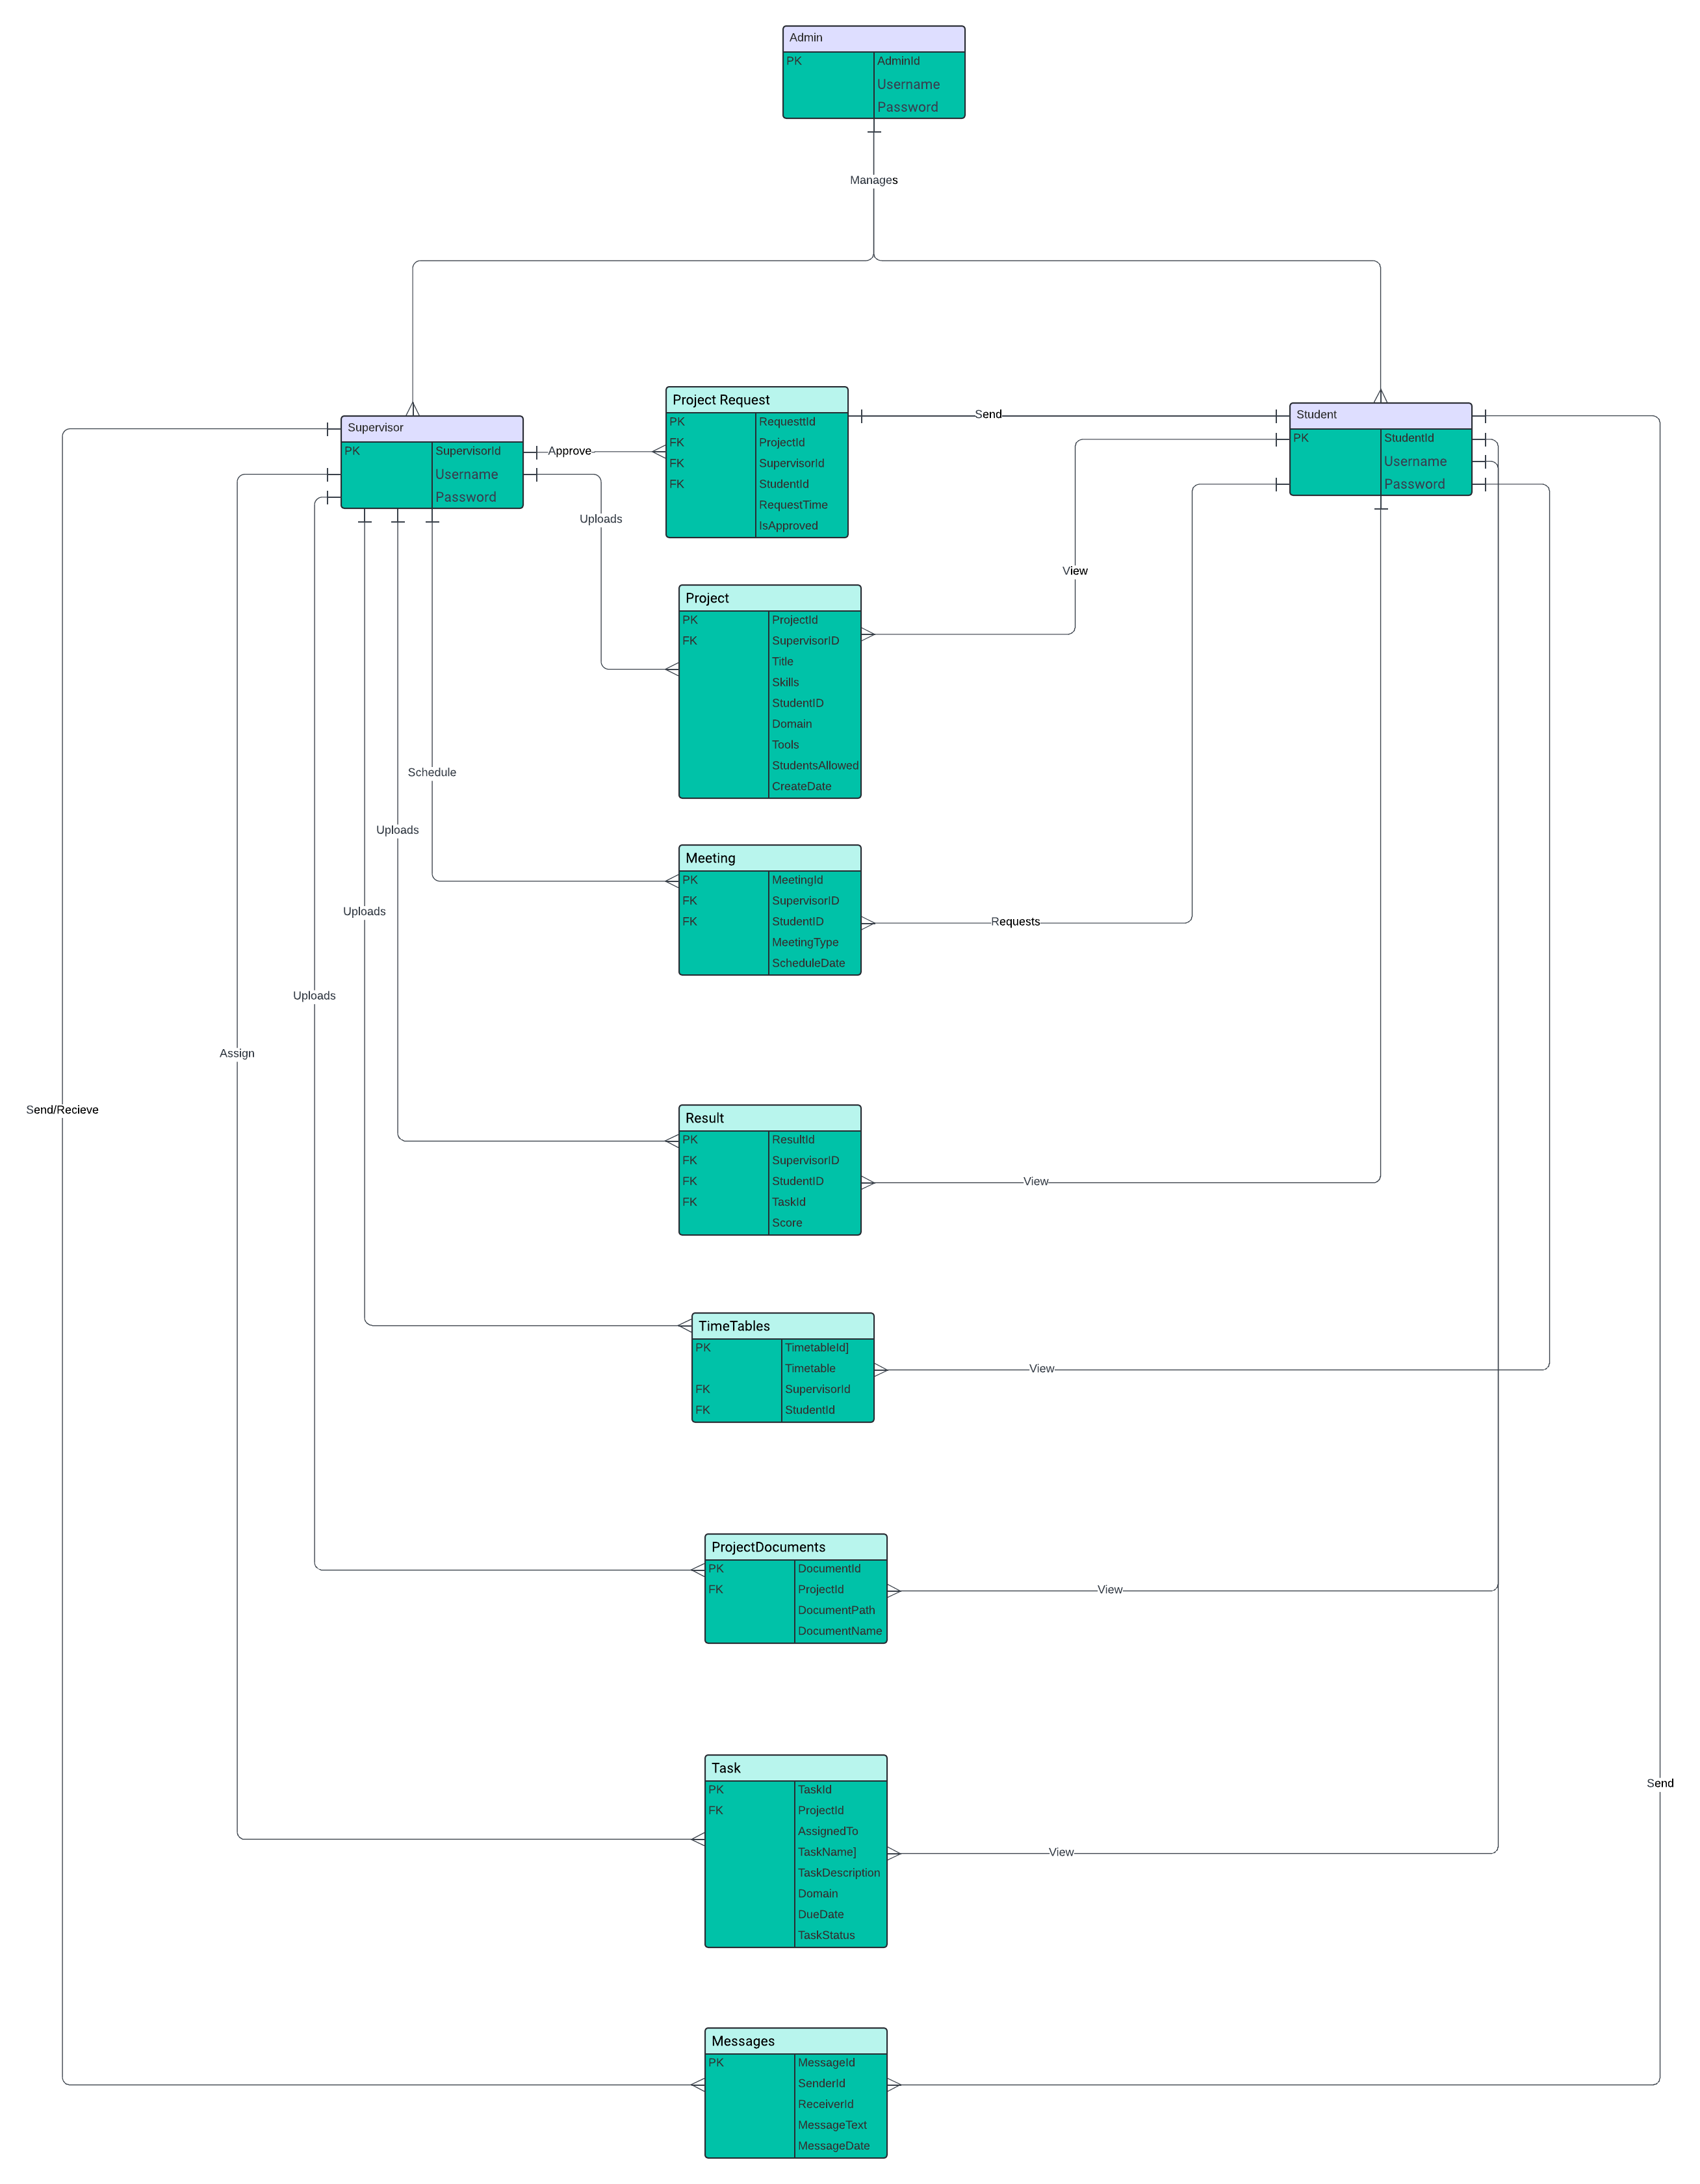 Admin
PK AdminId
Username
Password
Manages
Supervisor
PK SupervisorId
Username
Password
Approve
Project Request
PK RequesttId
FK ProjectId
FK SupervisorId
FK StudentId
RequestTime
IsApproved
Send
Student
PK StudentId
Username
Password
Uploads
View
Project
PK ProjectId
FK SupervisorID
Title
Skills
StudentID
Domain
Tools
StudentsAllowed
CreateDate
Schedule
Uploads
Meeting
PK MeetingId
FK SupervisorID
FK StudentID
MeetingType
ScheduleDate
Requests
Uploads
Uploads
Assign
Send/Recieve
Result
PK ResultId
FK SupervisorID
FK StudentID
FK TaskId
Score
View
TimeTables
PK TimetableId]
Timetable
FK SupervisorId
FK StudentId
View
ProjectDocuments
PK DocumentId
FK ProjectId
DocumentPath
DocumentName
View
Task
PK TaskId
FK ProjectId
AssignedTo
TaskName]
TaskDescription
Domain
DueDate
TaskStatus
View
Send
Messages
PK MessageId
SenderId
ReceiverId
MessageText
MessageDate